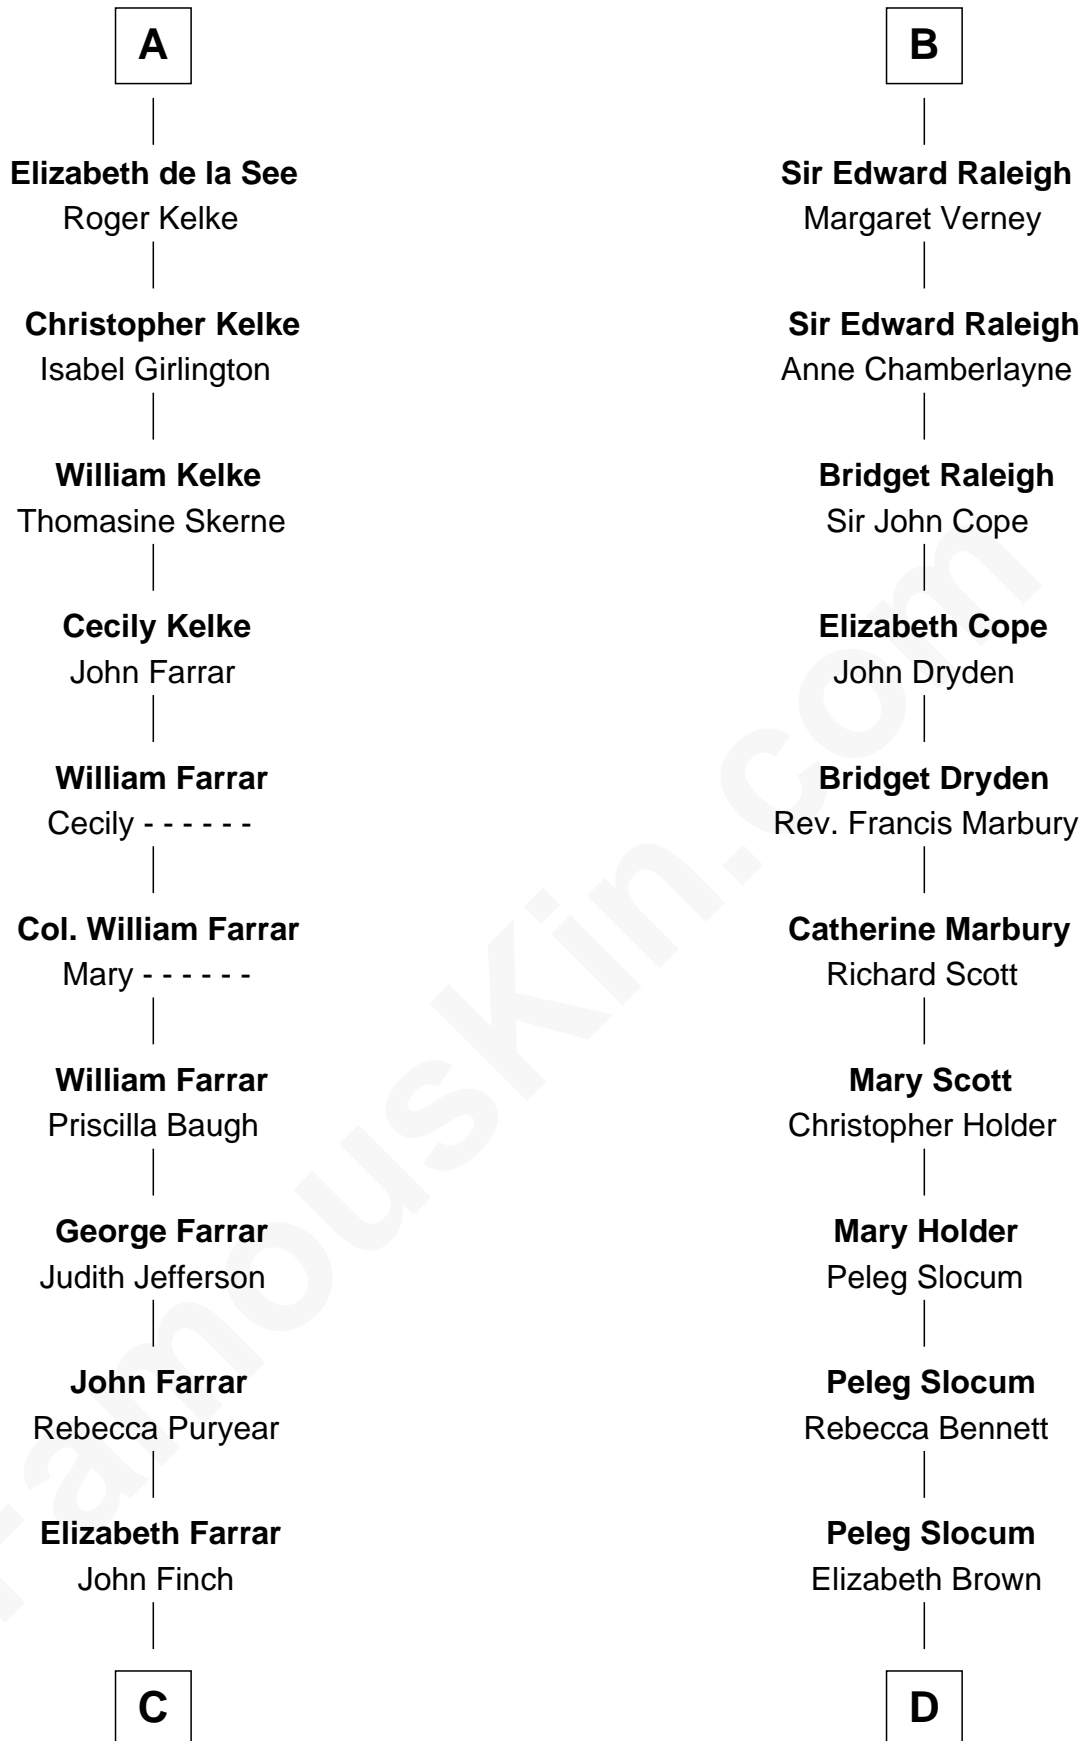 A
Elizabeth de la See
Roger Kelke
Christopher Kelke
Isabel Girlington
William Kelke
Thomasine Skerne
Cecily Kelke
John Farrar
William Farrar
Cecily - - - - - -
Col. William Farrar
Mary - - - - - -
William Farrar
Priscilla Baugh
George Farrar
Judith Jefferson
John Farrar
Rebecca Puryear
Elizabeth Farrar
John Finch
C
B
Sir Edward Raleigh
Margaret Verney
Sir Edward Raleigh
Anne Chamberlayne
Bridget Raleigh
Sir John Cope
Elizabeth Cope
John Dryden
Bridget Dryden
Rev. Francis Marbury
Catherine Marbury
Richard Scott
Mary Scott
Christopher Holder
Mary Holder
Peleg Slocum
Peleg Slocum
Rebecca Bennett
Peleg Slocum
Elizabeth Brown
D
FamousKin.com